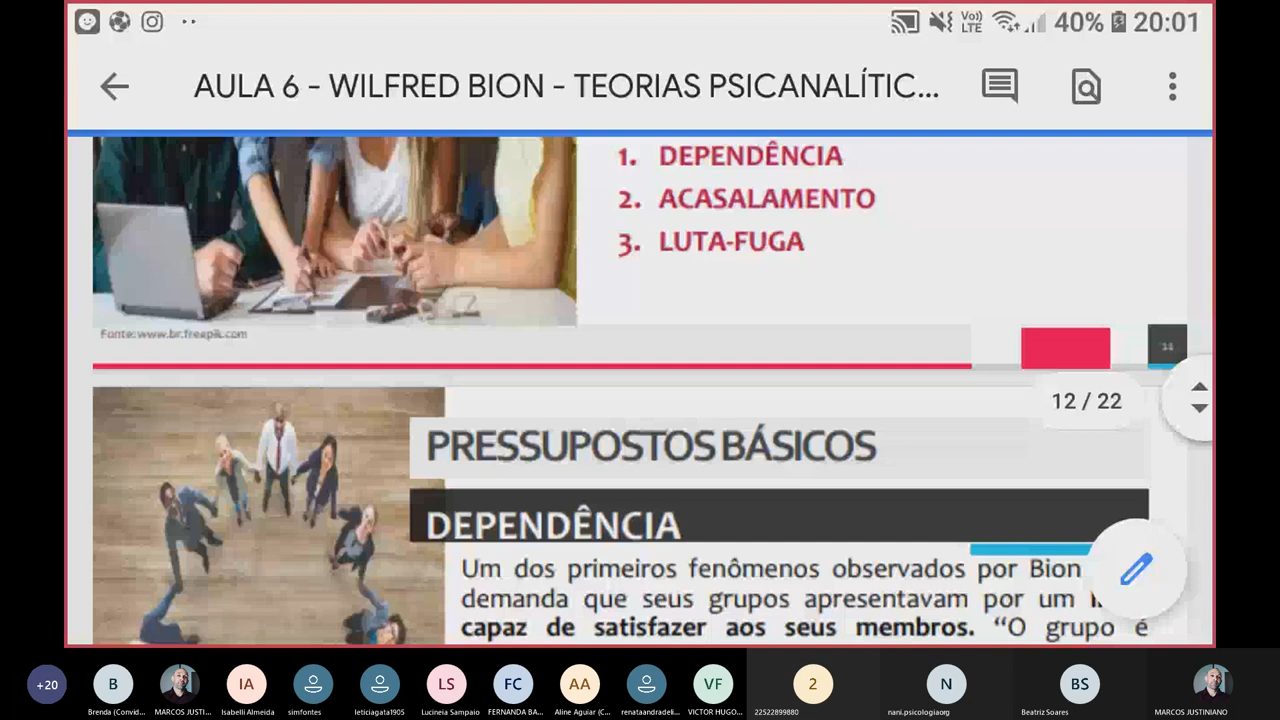 40% 20:01
AULA 6 - WILFRED BION - TEORIAS PSICANALÍTIC...
1. DEPENDÊNCIA
2. ACASALAMENTO
3. LUTA-FUGA
Fonte: www.br.freepik.com
12 / 22
PRESSUPOSTOS BÁSICOS
DEPENDÊNCIA
Um dos primeiros fenômenos observados por Bion
demanda que seus grupos apresentavam por um
capaz de satisfazer aos seus membros. “O grupo é
+20 B IA LS FC AA VF 2 N BS
Brenda (Convid... MARCOS JUSTI... Isabelli Almeida simfontes leticiagata1905 Lucineia Sampaio FERNANDA BA... Aline Aguiar (C... renataandradeli... VICTOR HUGO... 22522899880 nani.psicologiaorg Beatriz Soares MARCOS JUSTINIANO